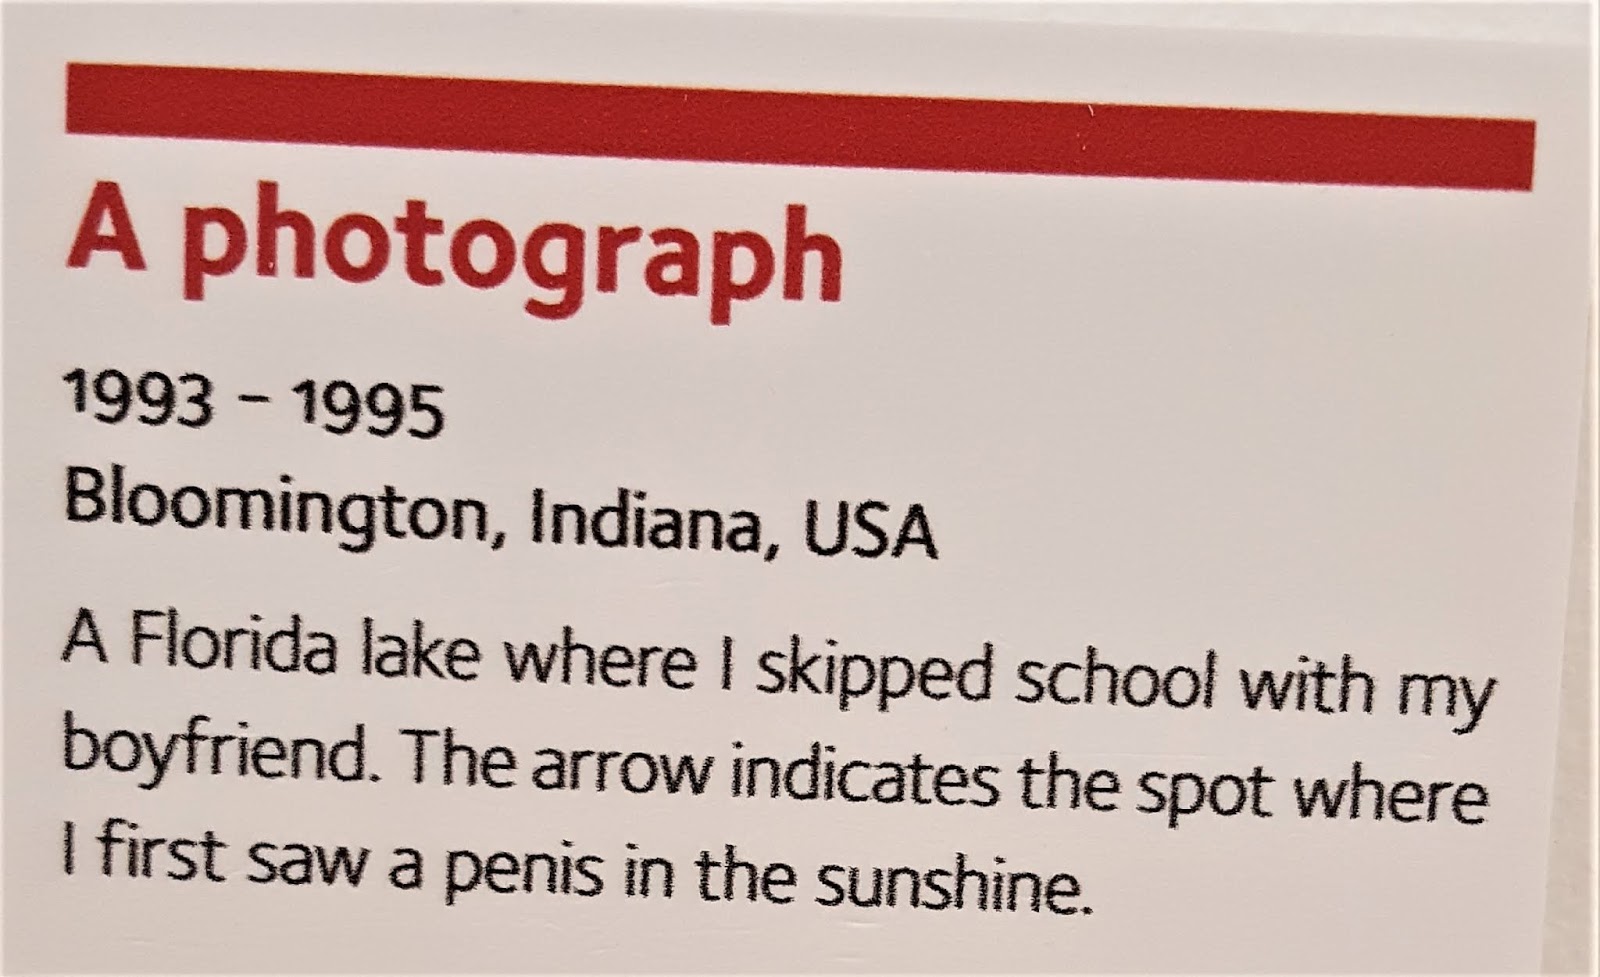 A photograph
1993 – 1995
Bloomington, Indiana, USA
A Florida lake where I skipped school with my
boyfriend. The arrow indicates the spot where
I first saw a penis in the sunshine.